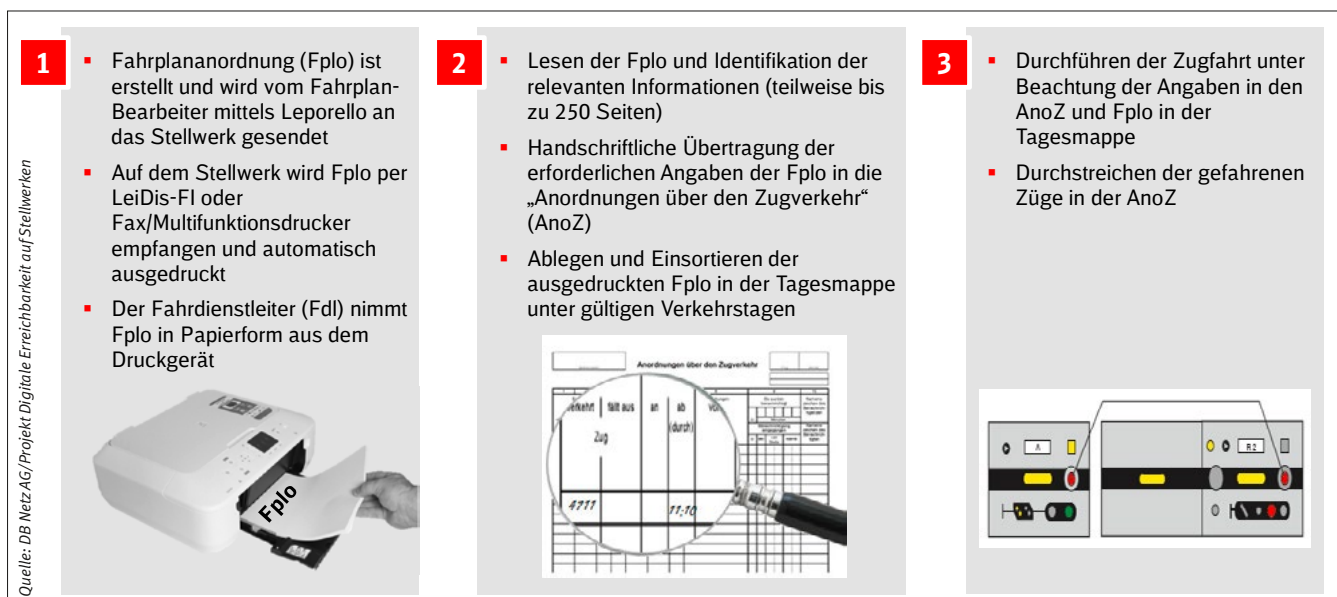 1
▪ Fahrplananordnung (Fplo) ist
erstellt und wird vom Fahrplan-
Bearbeiter mittels Leporello an
das Stellwerk gesendet
▪ Auf dem Stellwerk wird Fplo per
LeiDis-FI oder
Fax/Multifunktionsdrucker
empfangen und automatisch
ausgedruckt
▪ Der Fahrdienstleiter (Fdl) nimmt
Fplo in Papierform aus dem
Druckgerät
Fplo
2
▪ Lesen der Fplo und Identifikation der
relevanten Informationen (teilweise bis
zu 250 Seiten)
▪ Handschriftliche Übertragung der
erforderlichen Angaben der Fplo in die
„Anordnungen über den Zugverkehr“
(AnoZ)
▪ Ablegen und Einsortieren der
ausgedruckten Fplo in der Tagesmappe
unter gültigen Verkehrstagen
Anordnungen über den Zugverkehr
verkehrt fällt aus an ab
(durch)
Zug
4711 11:10
3
▪ Durchführen der Zugfahrt unter
Beachtung der Angaben in den
AnoZ und Fplo in der
Tagesmappe
▪ Durchstreichen der gefahrenen
Züge in der AnoZ
A
R2
Quelle: DB Netz AG/Projekt Digitale Erreichbarkeit auf Stellwerken